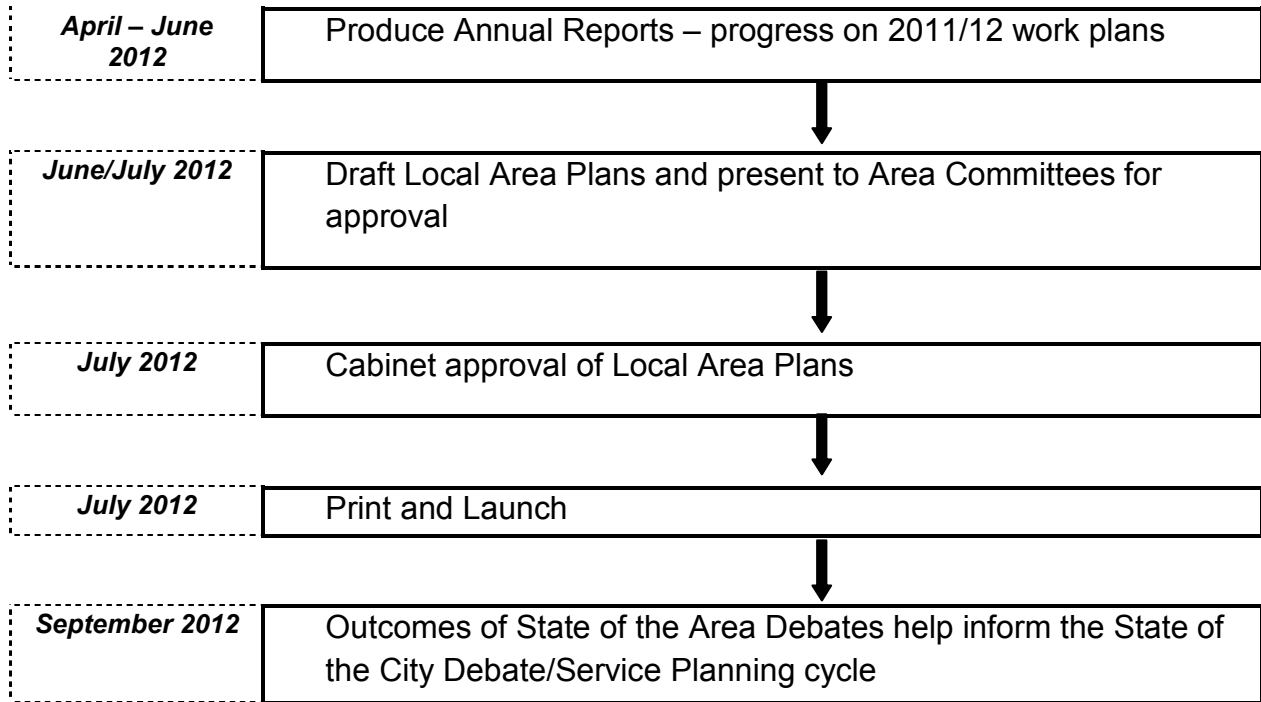 April – June
2012
Produce Annual Reports – progress on 2011/12 work plans
June/July 2012
Draft Local Area Plans and present to Area Committees for
approval
July 2012
Cabinet approval of Local Area Plans
July 2012
Print and Launch
September 2012
Outcomes of State of the Area Debates help inform the State of
the City Debate/Service Planning cycle